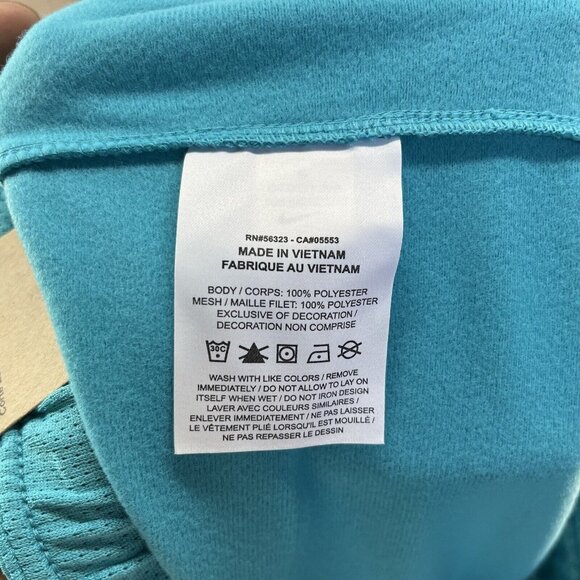 RN#56323 - CA#05553
MADE IN VIETNAM
FABRIQUE AU VIETNAM
BODY / CORPS: 100% POLYESTER
MESH / MAILLE FILET: 100% POLYESTER
EXCLUSIVE OF DECORATION /
DECORATION NON COMPRISE
30C
WASH WITH LIKE COLORS / REMOVE
IMMEDIATELY / DO NOT ALLOW TO LAY ON
ITSELF WHEN WET / DO NOT IRON DESIGN
LAVER AVEC COULEURS SIMILAIRES /
ENLEVER IMMEDIATEMENT / NE PAS LAISSER
LE VÊTEMENT PLIÉ LORSQU'IL EST MOUILLÉ /
NE PAS REPASSER LE DESSIN